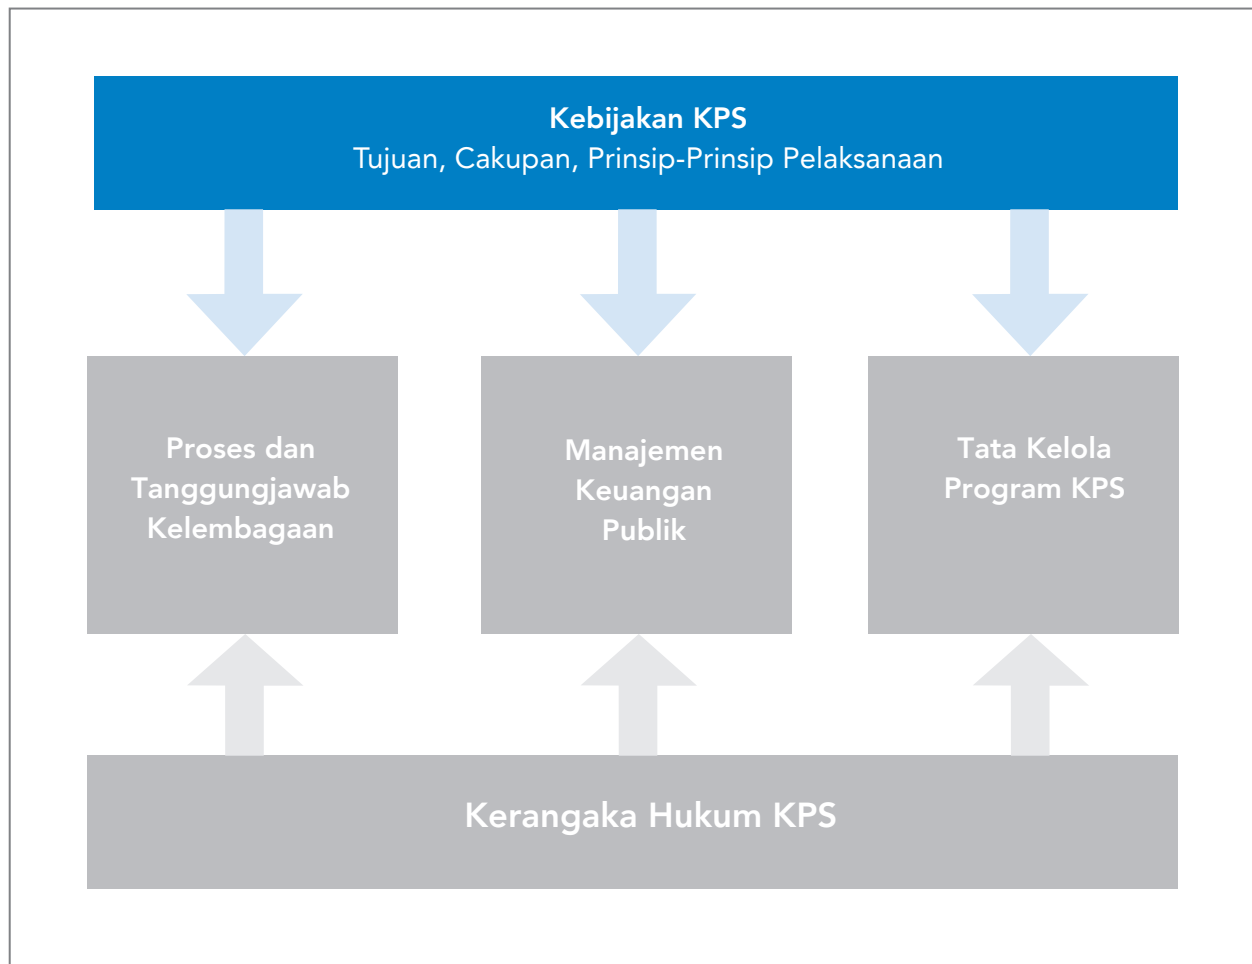 Kebijakan KPS
Tujuan, Cakupan, Prinsip-Prinsip Pelaksanaan
Proses dan
Tanggungjawab
Kelembagaan
Manajemen
Keuangan
Publik
Tata Kelola
Program KPS
Kerangaka Hukum KPS